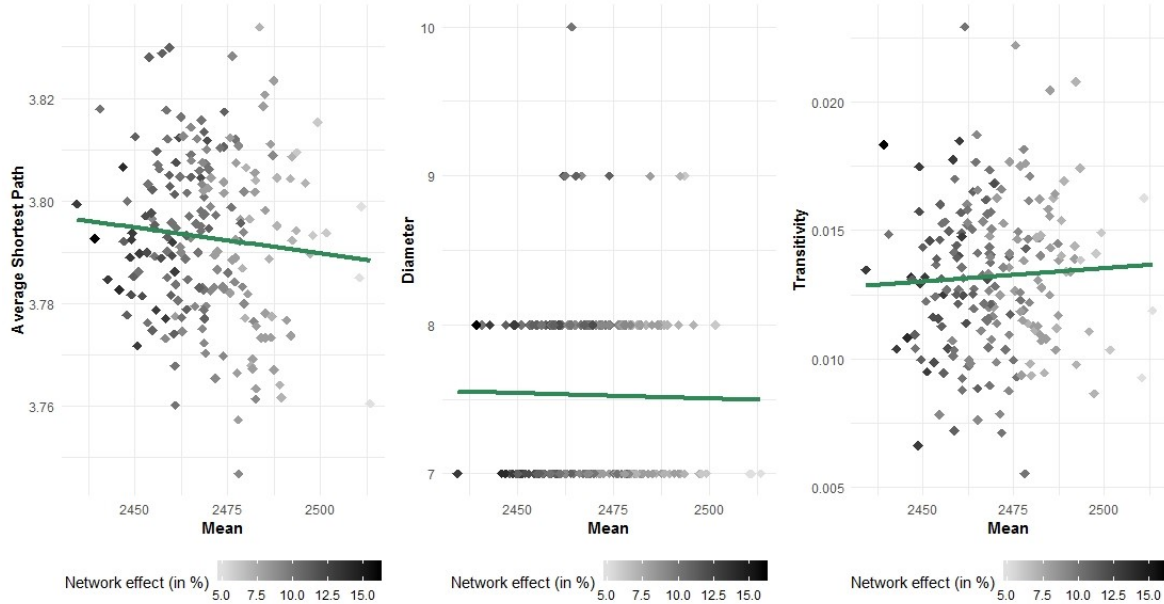 Average Shortest Path
3.82
3.80
3.78
3.76
2450 2475 2500
Mean
Network effect (in %)
5.0 7.5 10.0 12.5 15.0
Diameter
10
9
8
7
2450 2475 2500
Mean
Network effect (in %)
5.0 7.5 10.0 12.5 15.0
Transitivity
0.020
0.015
0.010
0.005
2450 2475 2500
Mean
Network effect (in %)
5.0 7.5 10.0 12.5 15.0